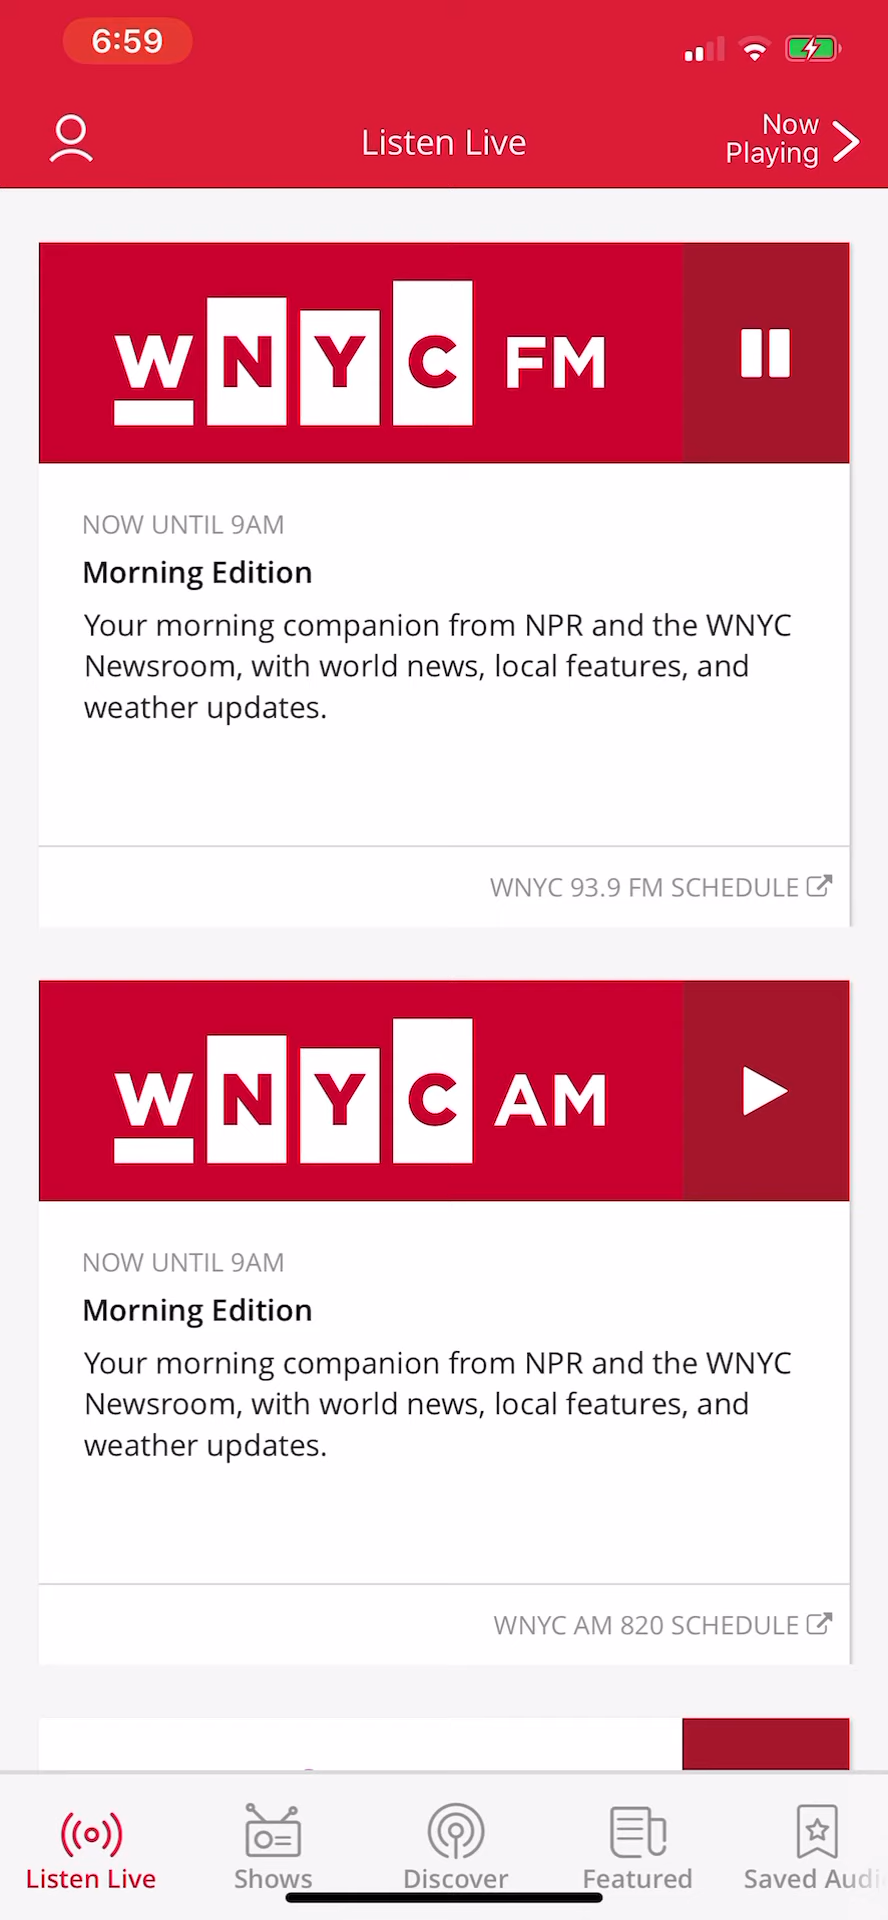 6:59
Listen Live
Now
Playing
WNYC FM
NOW UNTIL 9AM
Morning Edition
Your morning companion from NPR and the WNYC
Newsroom, with world news, local features, and
weather updates.
WNYC 93.9 FM SCHEDULE
WNYC AM
NOW UNTIL 9AM
Morning Edition
Your morning companion from NPR and the WNYC
Newsroom, with world news, local features, and
weather updates.
WNYC AM 820 SCHEDULE
Listen Live
Shows
Discover
Featured
Saved Audi